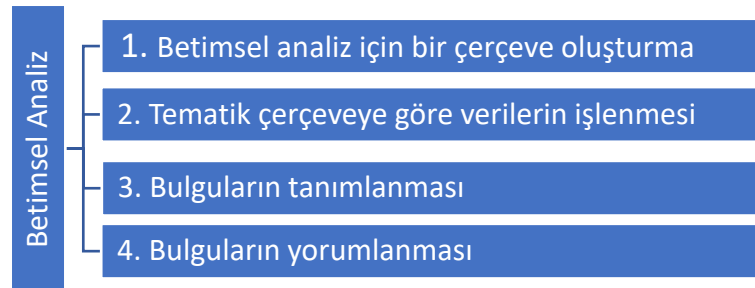 Betimsel Analiz
1. Betimsel analiz için bir çerçeve oluşturma
2. Tematik çerçeveye göre verilerin işlenmesi
3. Bulguların tanımlanması
4. Bulguların yorumlanması